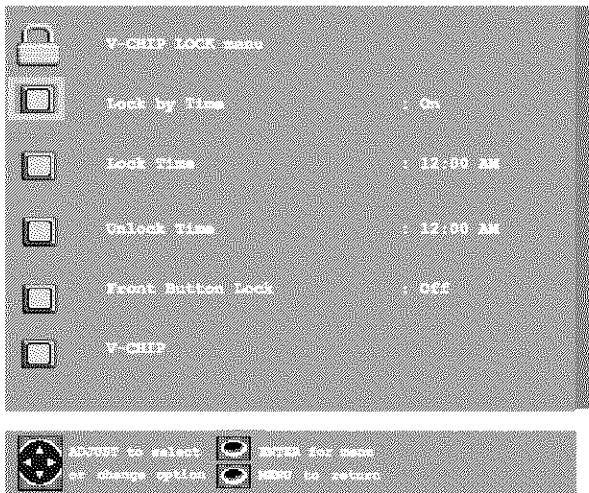 V-CHIP LOCK menu
Lock by Time : On
Lock Time : 12:00 AM
Unlock Time : 12:00 AM
Front Button Lock : Off
V-CHIP
ADJUST to select ENTER for menu
or change option MENU to return